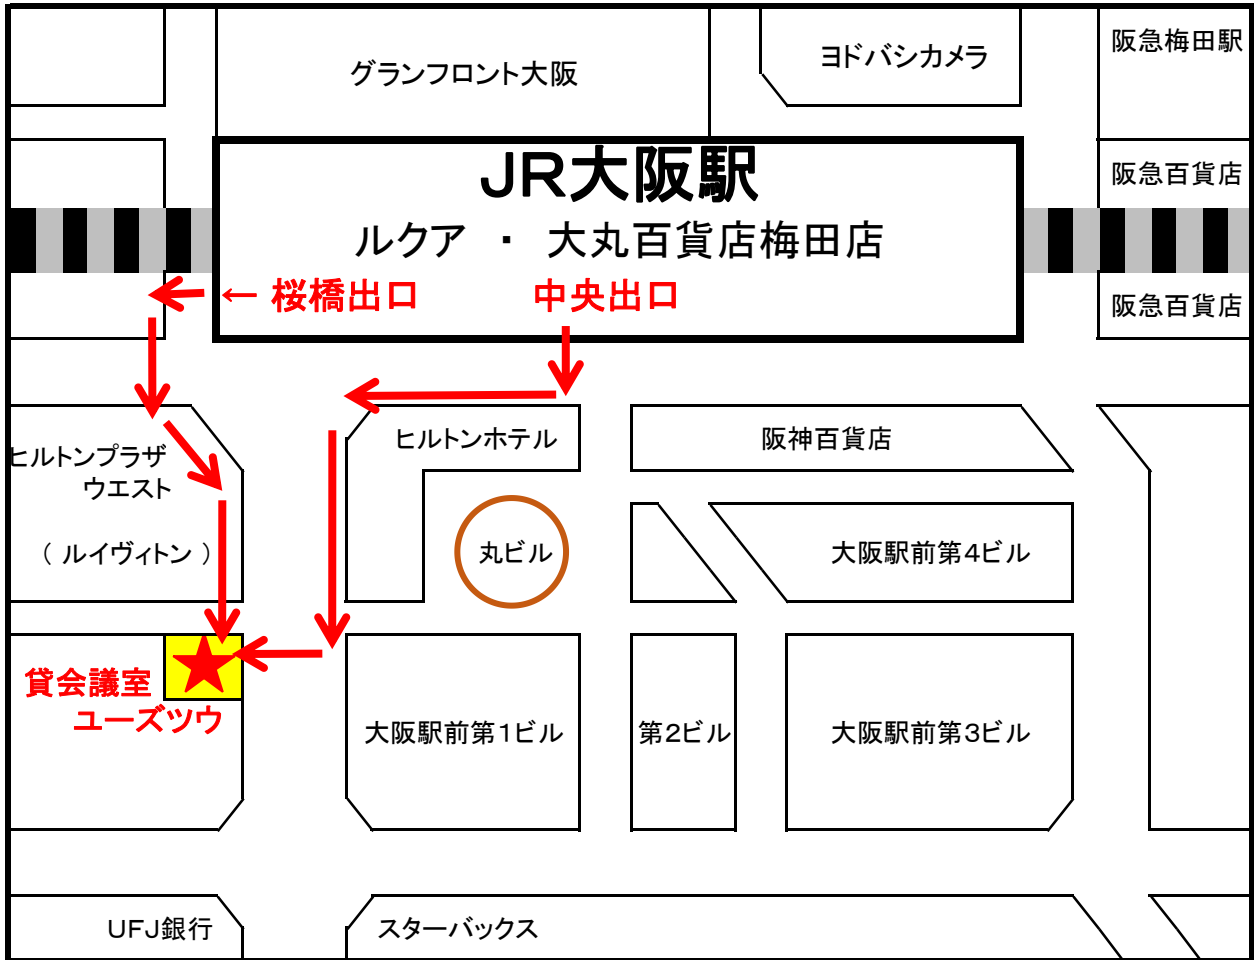 グランフロント大阪
ヨドバシカメラ
阪急梅田駅
JR大阪駅
ルクア ・ 大丸百貨店梅田店
阪急百貨店
← 桜橋出口
中央出口
阪急百貨店
ヒルトンプラザ
ウエスト
（ ルイヴィトン ）
ヒルトンホテル
阪神百貨店
丸ビル
大阪駅前第4ビル
貸会議室
ユーズツウ
大阪駅前第1ビル
第2ビル
大阪駅前第3ビル
UFJ銀行
スターバックス